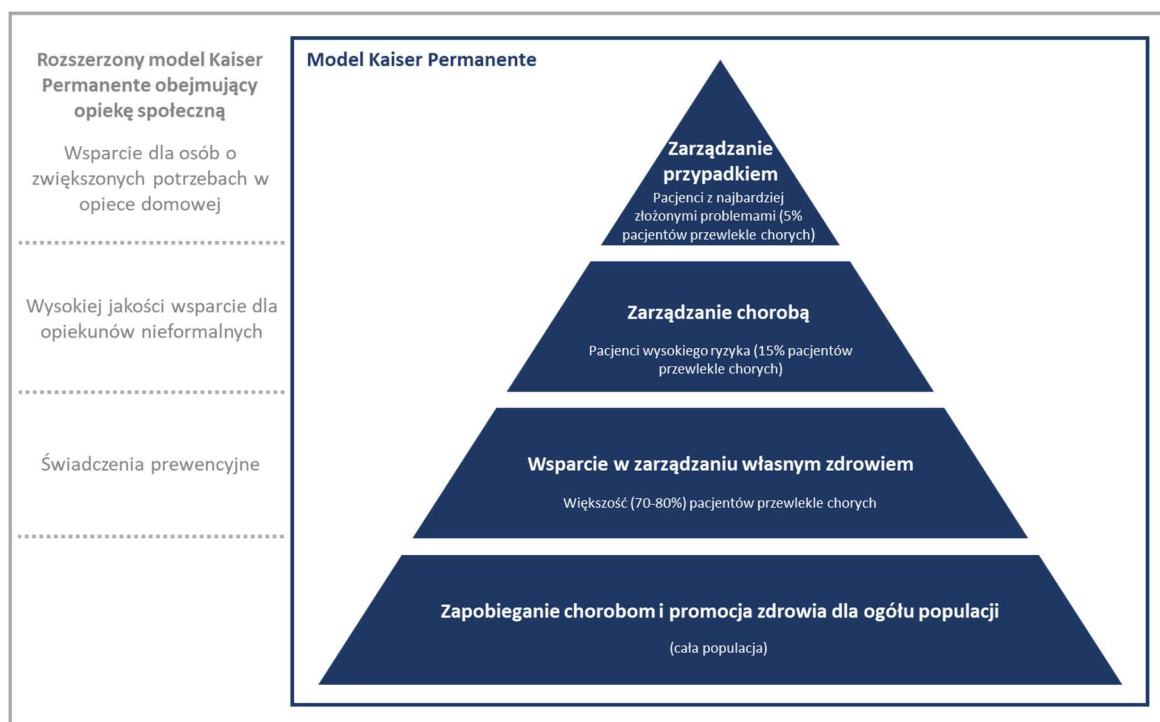 Rozszerzony model Kaiser
Permanente obejmujący
opiekę społeczną
Wsparcie dla osób o
zwiększonych potrzebach w
opiece domowej
Wysokiej jakości wsparcie dla
opiekunów nieformalnych
Świadczenia prewencyjne
Model Kaiser Permanente
Zarządzanie
przypadkiem
Pacjenci z najbardziej
złożonymi problemami (5%
pacjentów przewlekle chorych)
Zarządzanie chorobą
Pacjenci wysokiego ryzyka (15% pacjentów
przewlekle chorych)
Wsparcie w zarządzaniu własnym zdrowiem
Większość (70-80%) pacjentów przewlekle chorych
Zapobieganie chorobom i promocja zdrowia dla ogółu populacji
(cała populacja)